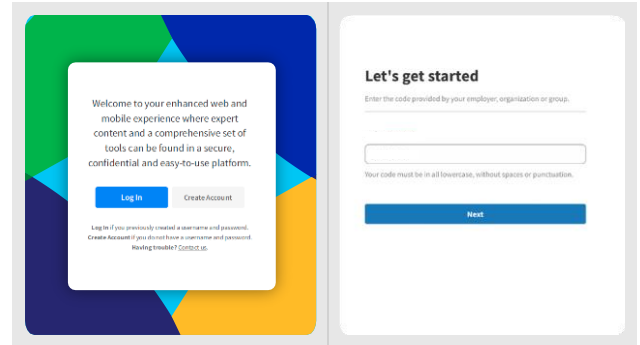 Welcome to your enhanced web and
mobile experience where expert
content and a comprehensive set of
tools can be found in a secure,
confidential and easy-to-use platform.
Log In
Create Account
Log In if you previously created a username and password.
Create Account if you do not have a username and password.
Having trouble? Contact us.
Let's get started
Enter the code provided by your employer, organization or group.
Your code must be in all lowercase, without spaces or punctuation.
Next